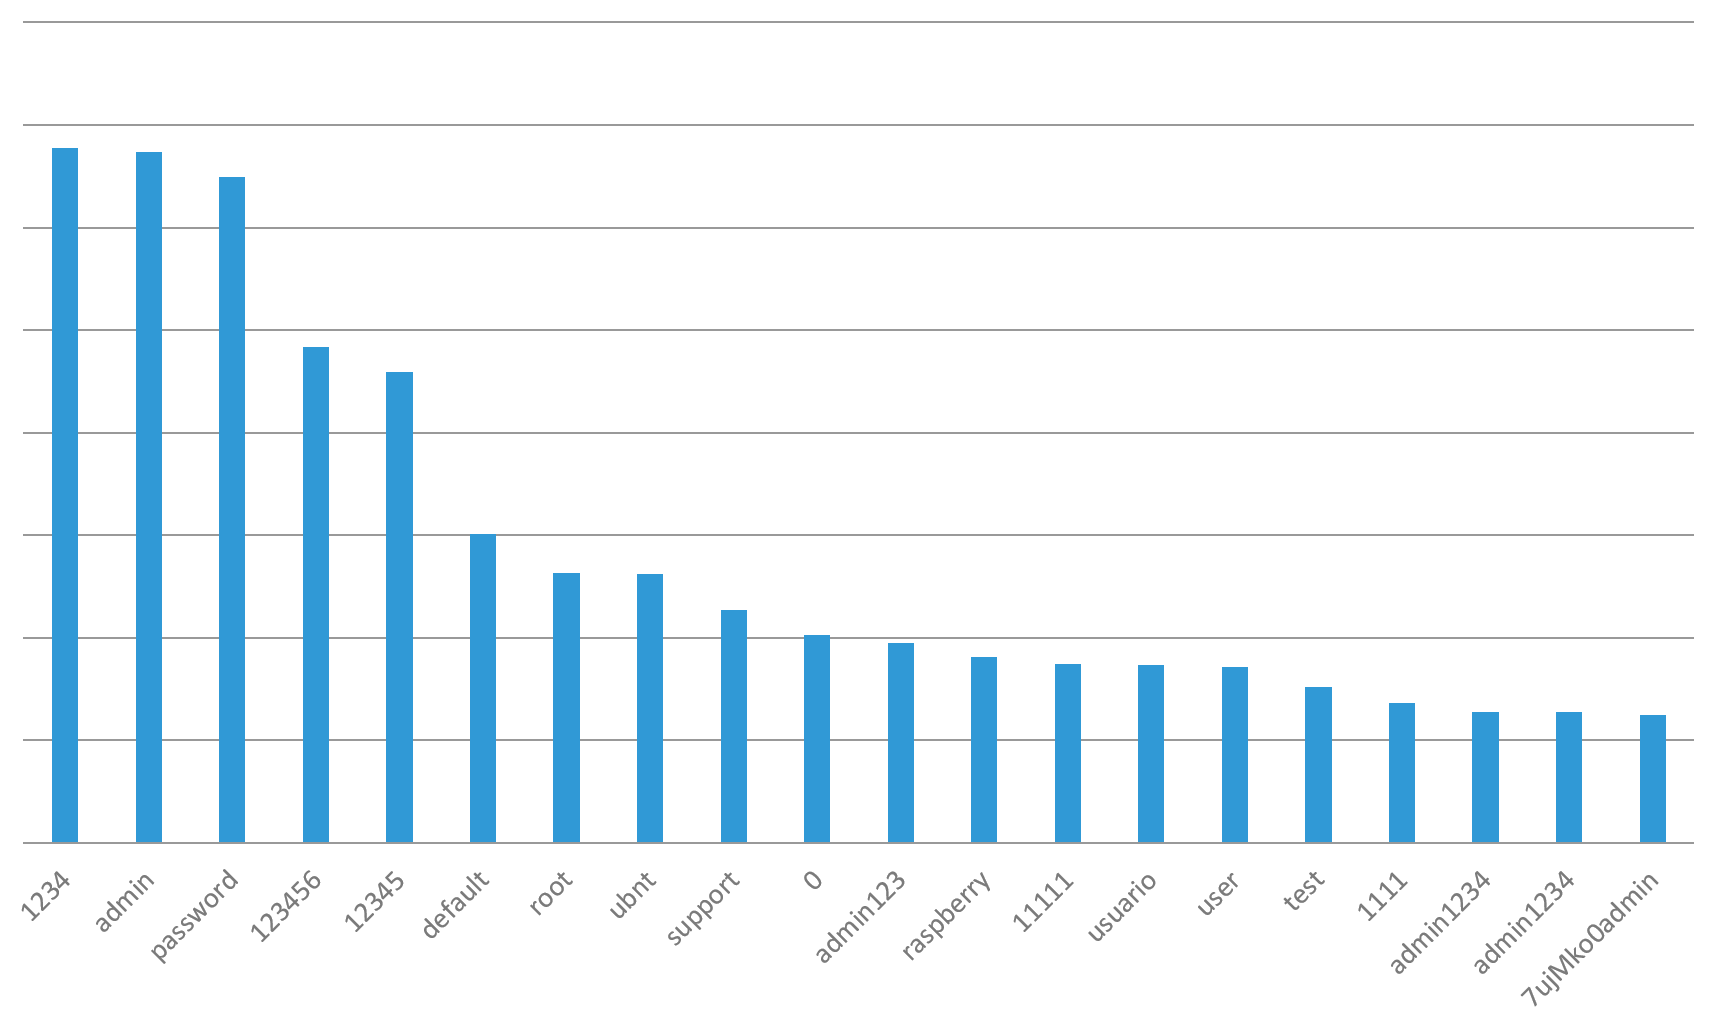 1234
admin
password
123456
12345
default
root
ubnt
support
0
admin123
raspberry
11111
usuario
user
test
1111
admin1234
admin1234
7ujMko0admin